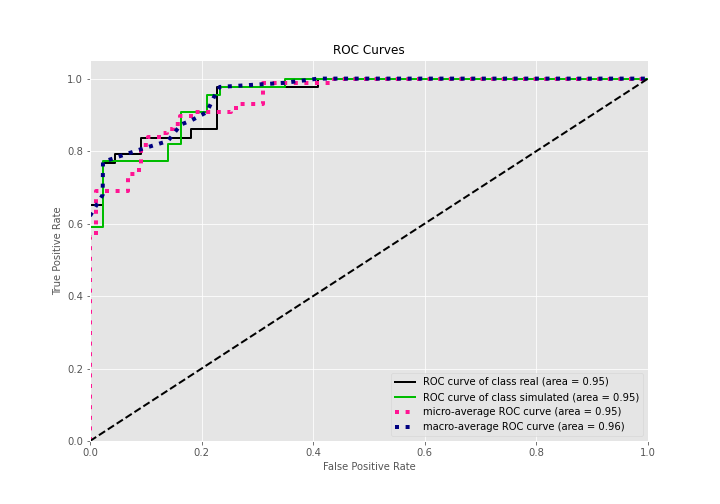 ROC Curves
True Positive Rate
1.0
0.8
0.6
0.4
0.2
0.0
0.0
0.2
0.4
0.6
0.8
1.0
False Positive Rate
ROC curve of class real (area = 0.95)
ROC curve of class simulated (area = 0.95)
micro-average ROC curve (area = 0.95)
macro-average ROC curve (area = 0.96)